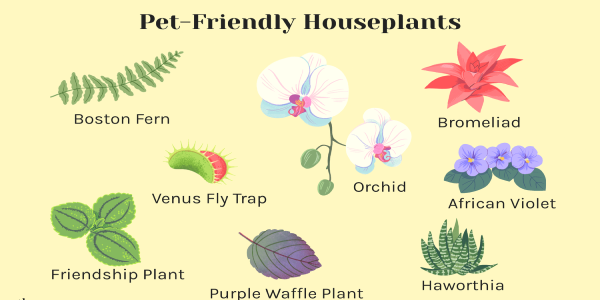 Pet-Friendly Houseplants
Boston Fern
Bromeliad
Orchid
Venus Fly Trap
African Violet
Friendship Plant
Haworthia
Purple Waffle Plant